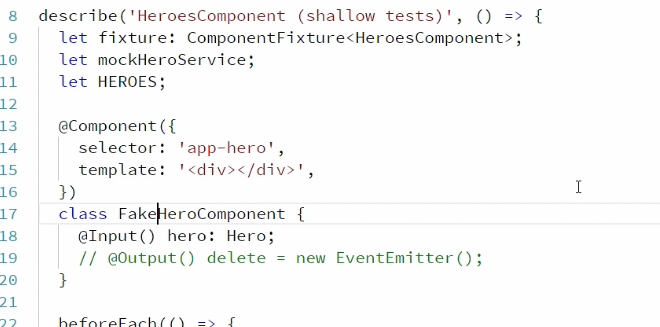 8 describe('HeroesComponent (shallow tests)', () => {
9 let fixture: ComponentFixture<HeroesComponent>;
10 let mockHeroService;
11 let HEROES;
12
13 @Component({
14 selector: 'app-hero',
15 template: '<div></div>',
16 })
17 class FakeHeroComponent {
18 @Input() hero: Hero;
19 // @Output() delete = new EventEmitter();
20 }
21
22 beforeEach(() => {